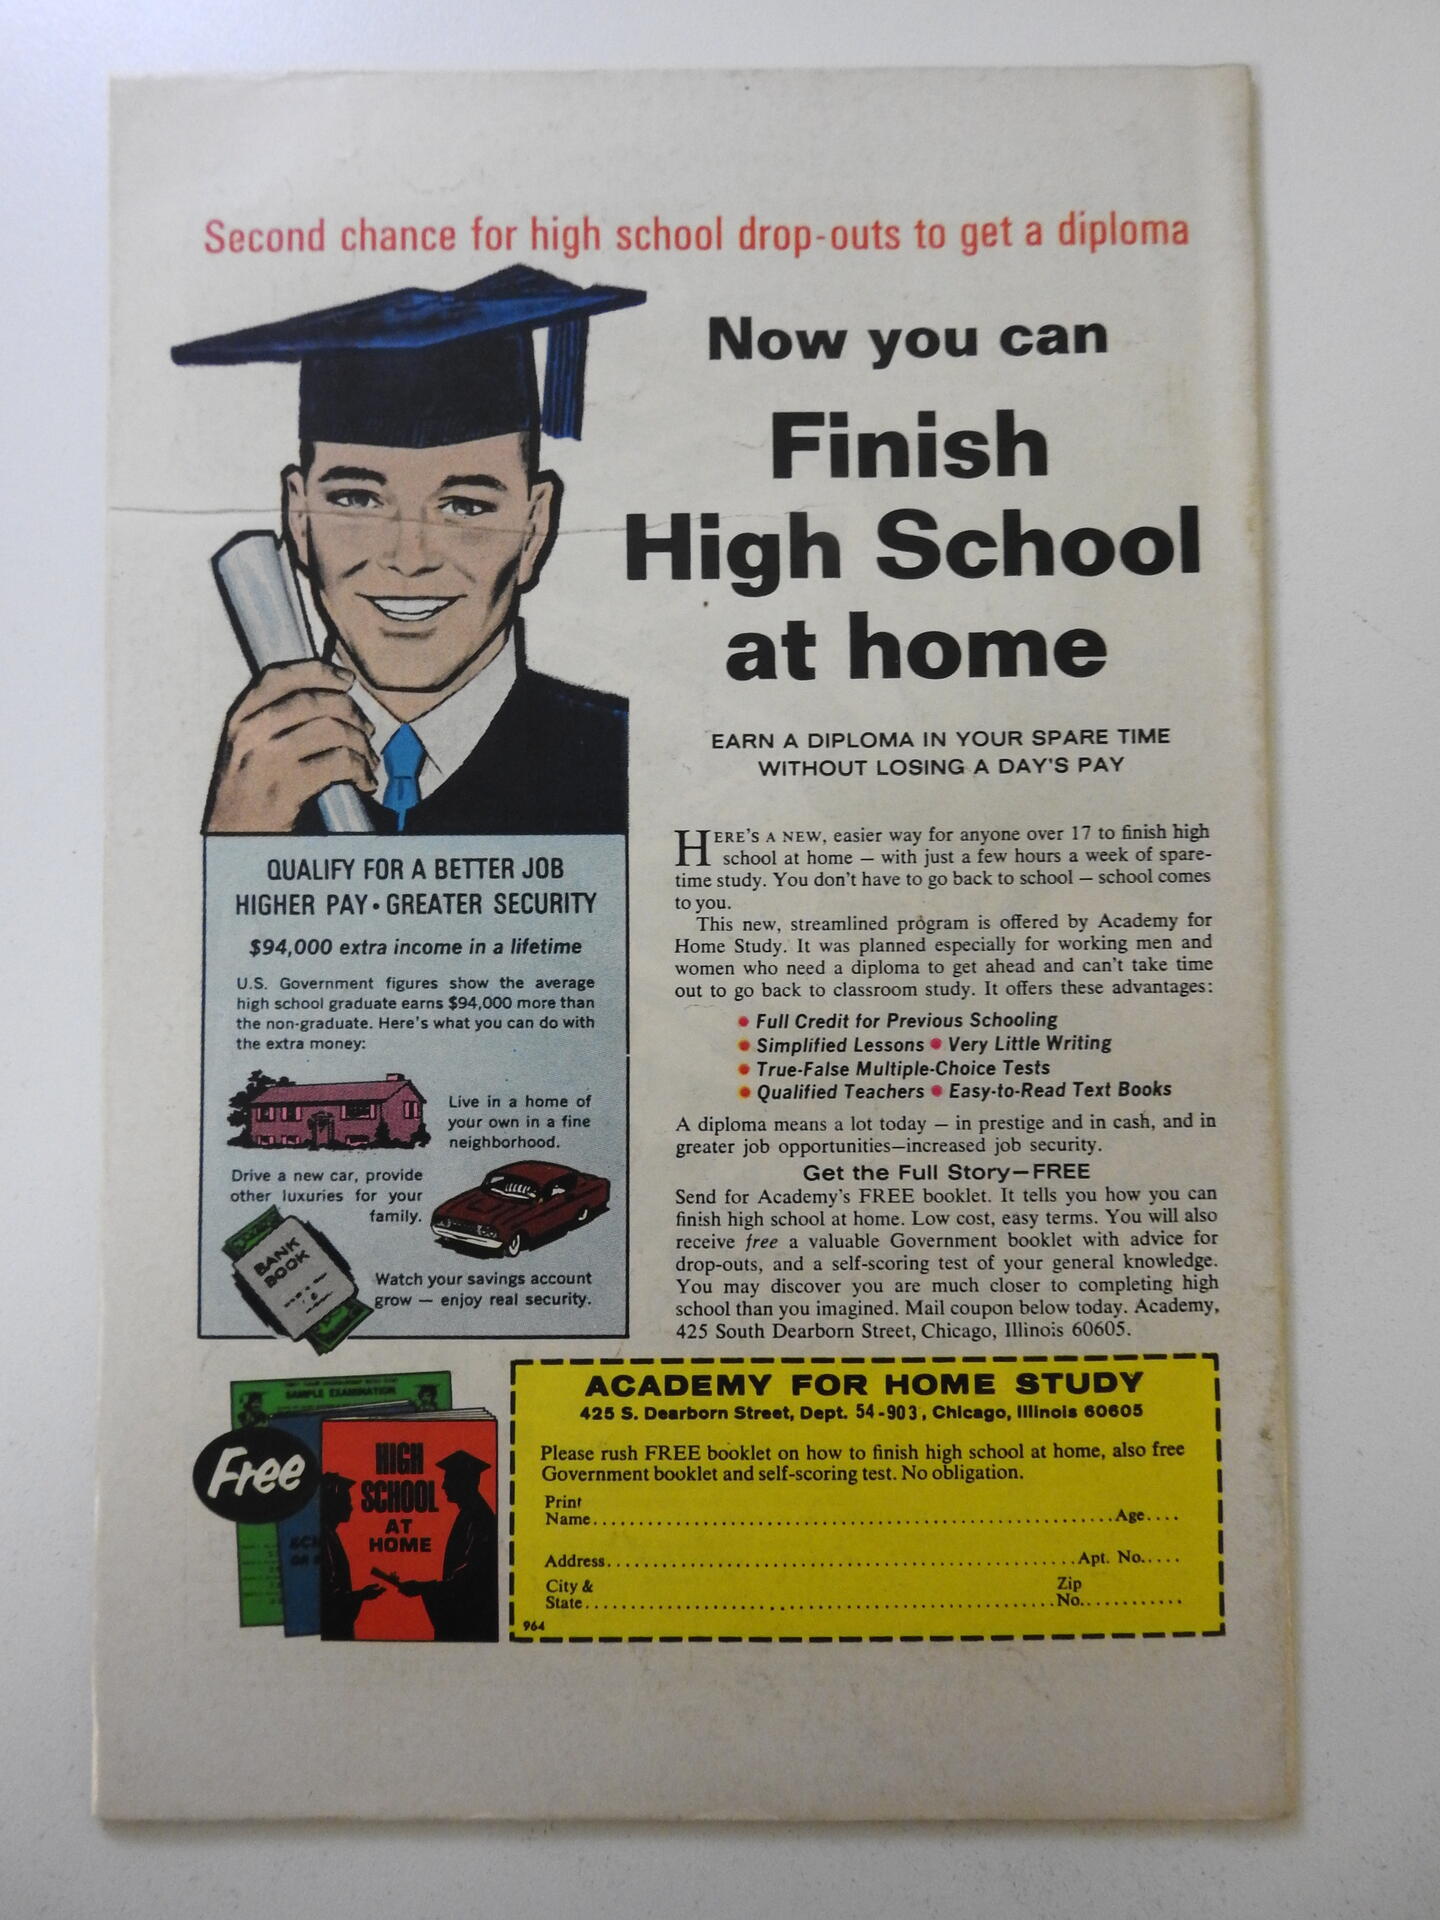 Second chance for high school drop-outs to get a diploma
Now you can
Finish
High School
at home
EARN A DIPLOMA IN YOUR SPARE TIME
WITHOUT LOSING A DAY'S PAY
QUALIFY FOR A BETTER JOB
HIGHER PAY • GREATER SECURITY
$94,000 extra income in a lifetime
U.S. Government figures show the average
high school graduate earns $94,000 more than
the non-graduate. Here's what you can do with
the extra money:
Live in a home of
your own in a fine
neighborhood.
Drive a new car, provide
other luxuries for your
family.
BANK
BOOK
Watch your savings account
grow — enjoy real security.
HERE'S A NEW, easier way for anyone over 17 to finish high
school at home — with just a few hours a week of spare-
time study. You don't have to go back to school — school comes
to you.
This new, streamlined program is offered by Academy for
Home Study. It was planned especially for working men and
women who need a diploma to get ahead and can't take time
out to go back to classroom study. It offers these advantages:
• Full Credit for Previous Schooling
• Simplified Lessons • Very Little Writing
• True-False Multiple-Choice Tests
• Qualified Teachers • Easy-to-Read Text Books
A diploma means a lot today — in prestige and in cash, and in
greater job opportunities—increased job security.
Get the Full Story—FREE
Send for Academy's FREE booklet. It tells you how you can
finish high school at home. Low cost, easy terms. You will also
receive free a valuable Government booklet with advice for
drop-outs, and a self-scoring test of your general knowledge.
You may discover you are much closer to completing high
school than you imagined. Mail coupon below today. Academy,
425 South Dearborn Street, Chicago, Illinois 60605.
SAMPLE EXAMINATION
Free
HIGH
SCHOOL
AT
HOME
ACADEMY FOR HOME STUDY
425 S. Dearborn Street, Dept. 54-903, Chicago, Illinois 60605
Please rush FREE booklet on how to finish high school at home, also free
Government booklet and self-scoring test. No obligation.
Print
Name............Age....
Address............Apt. No.....
City & Zip
State............No............
964